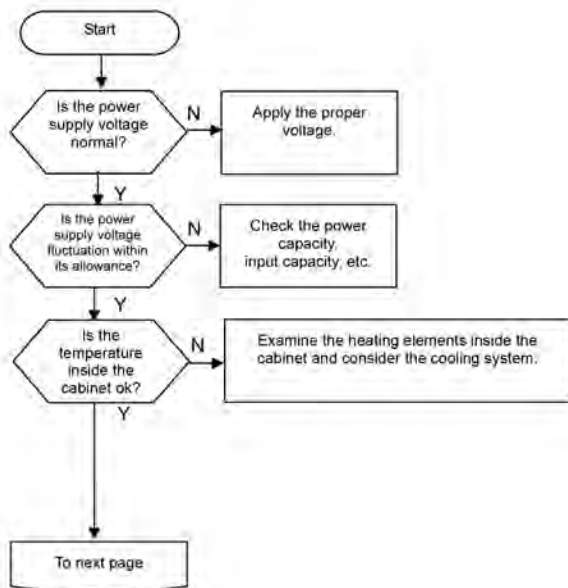 Start
Is the power
supply voltage
normal?
N
Apply the proper
voltage.
Y
Is the power
supply voltage
fluctuation within
its allowance?
N
Check the power
capacity,
input capacity, etc.
Y
Is the
temperature
inside the
cabinet ok?
N
Examine the heating elements inside the
cabinet and consider the cooling system.
Y
To next page